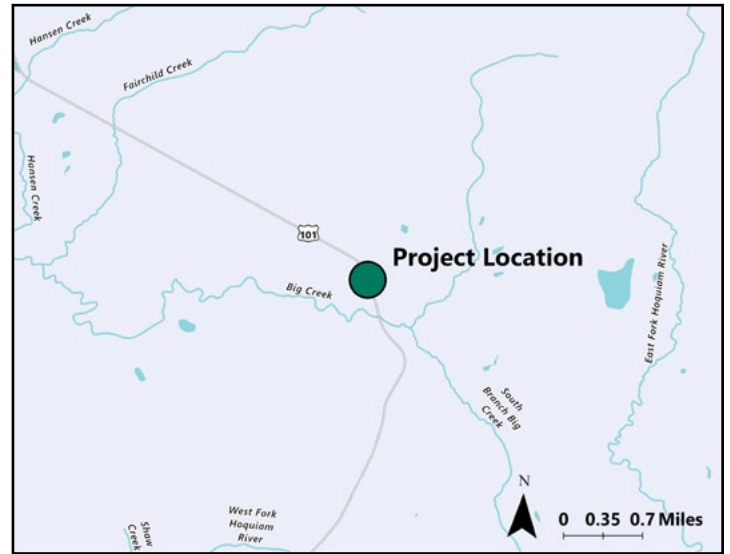 Hansen Creek
Fairchild Creek
Hansen Creek
101
Project Location
Big Creek
East Fork Hoquiam River
South
Branch Big
Creek
West Fork
Hoquiam
River
Shaw
Creek
N
0 0.35 0.7 Miles